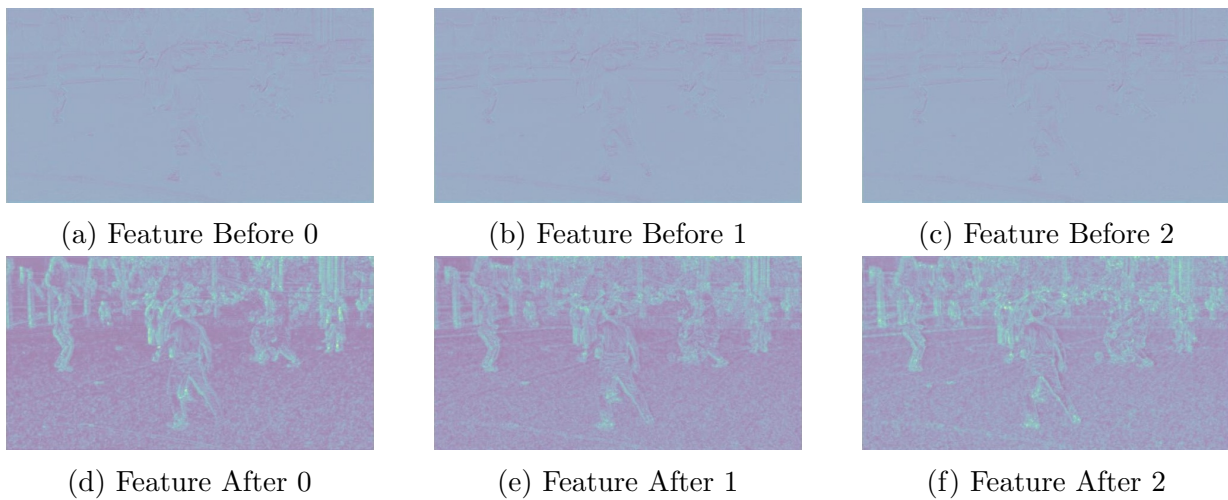 (a) Feature Before 0
(b) Feature Before 1
(c) Feature Before 2
(d) Feature After 0
(e) Feature After 1
(f) Feature After 2